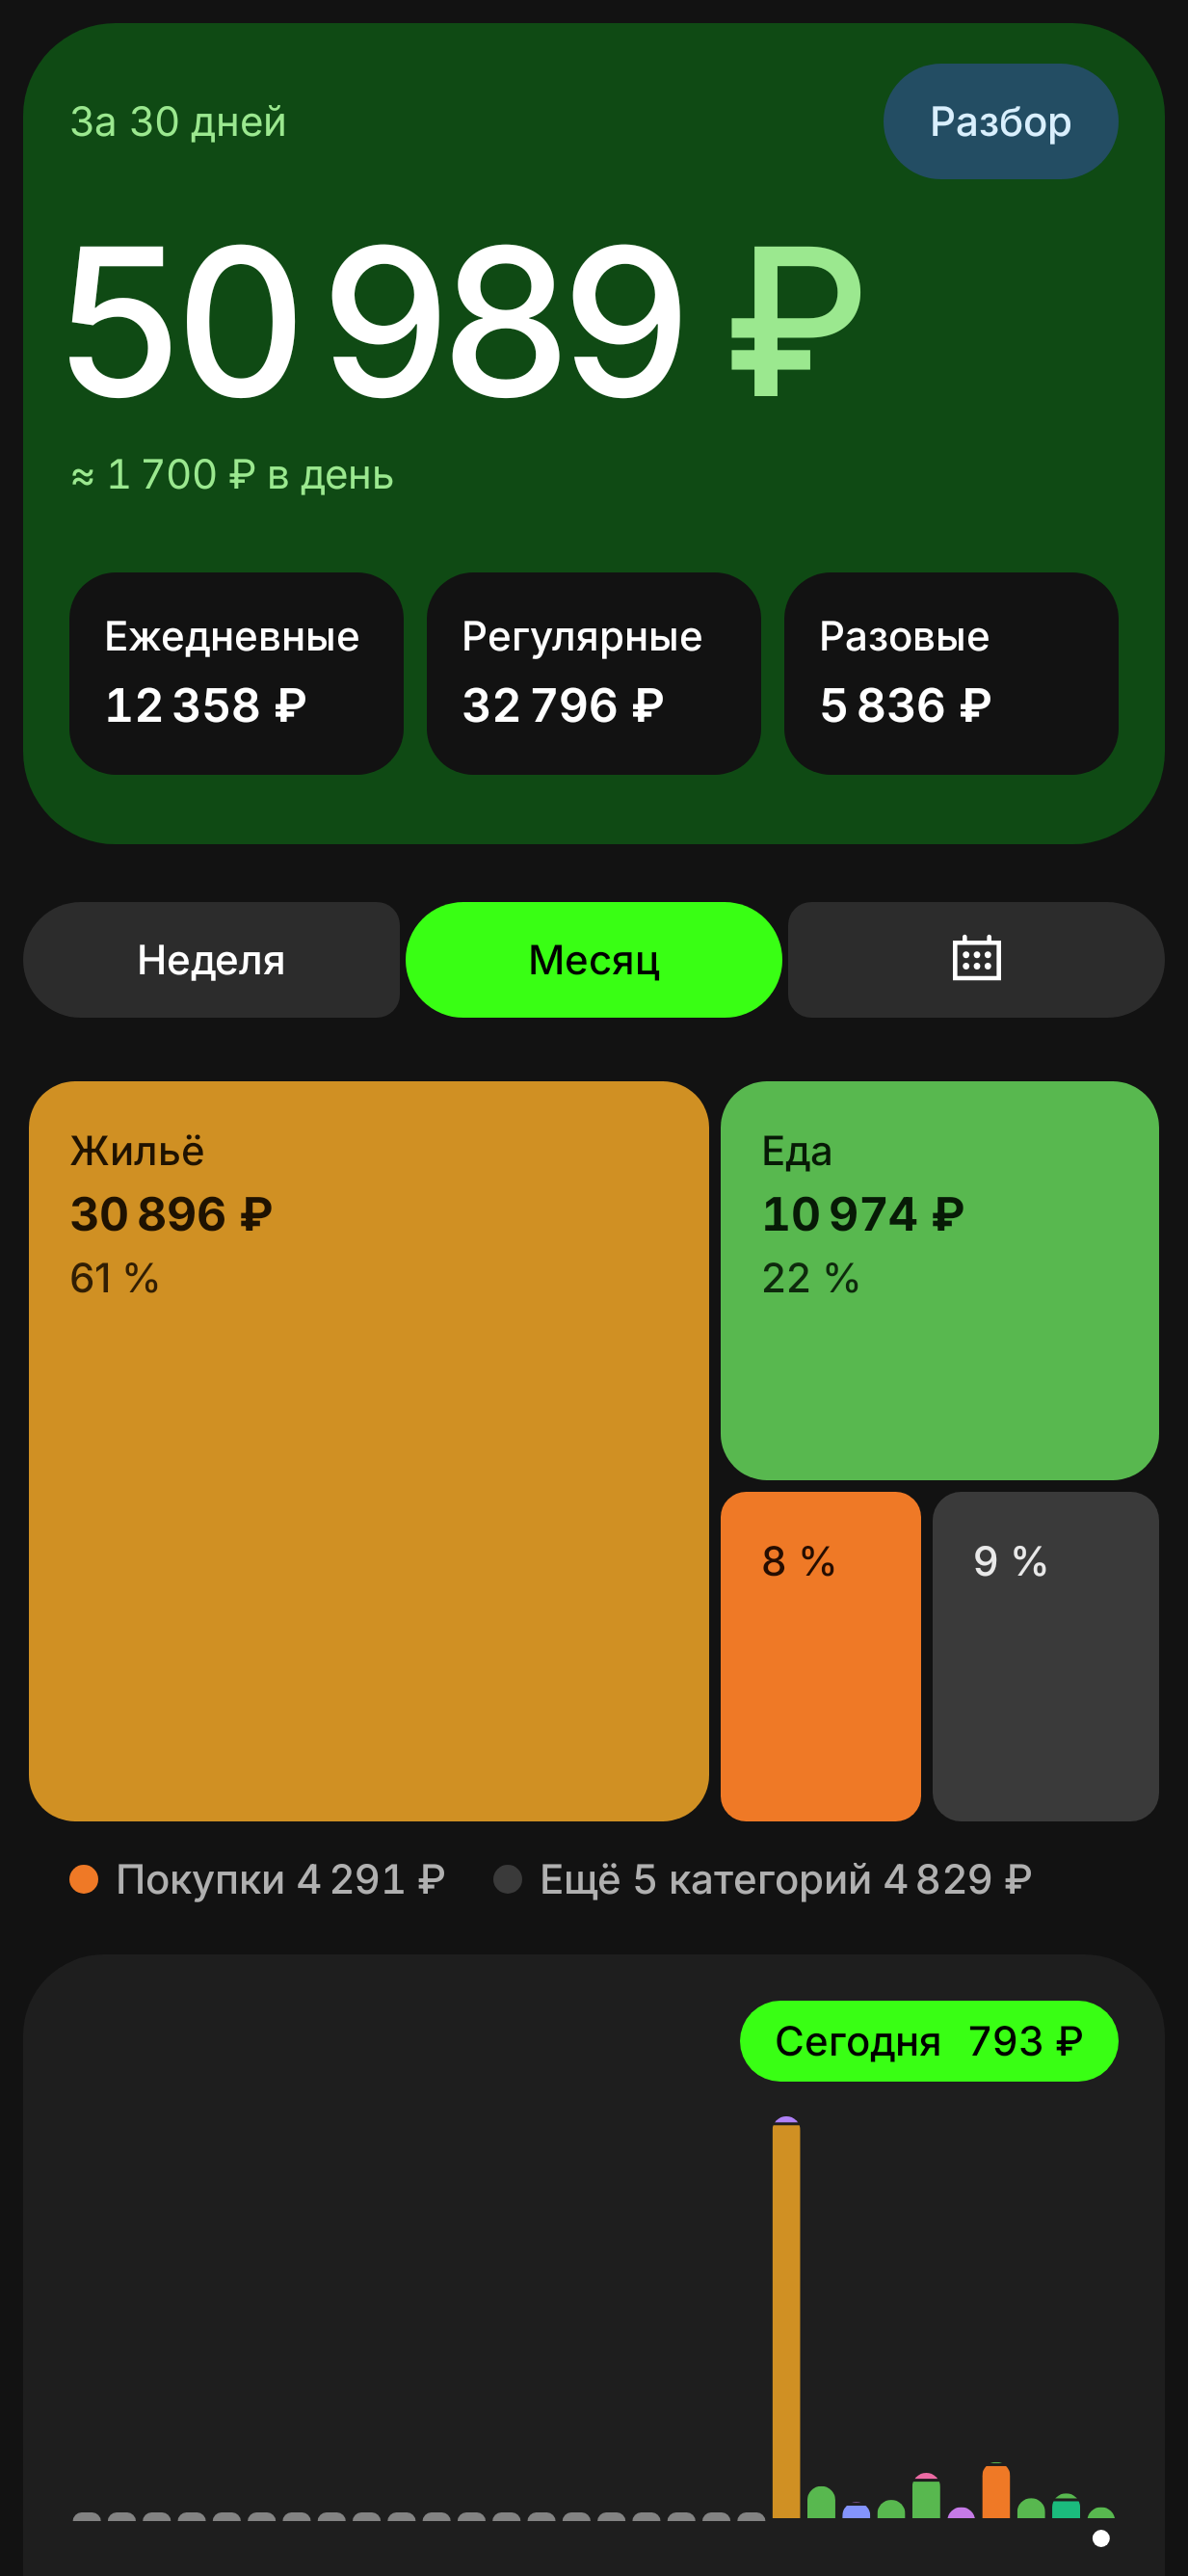 За 30 дней
Разбор
50 989 ₽
≈ 1 700 ₽ в день
Ежедневные
12 358 ₽
Регулярные
32 796 ₽
Разовые
5 836 ₽
Неделя
Месяц
Жильё
30 896 ₽
61 %
Еда
10 974 ₽
22 %
8 %
9 %
Покупки 4 291 ₽
Ещё 5 категорий 4 829 ₽
Сегодня 793 ₽